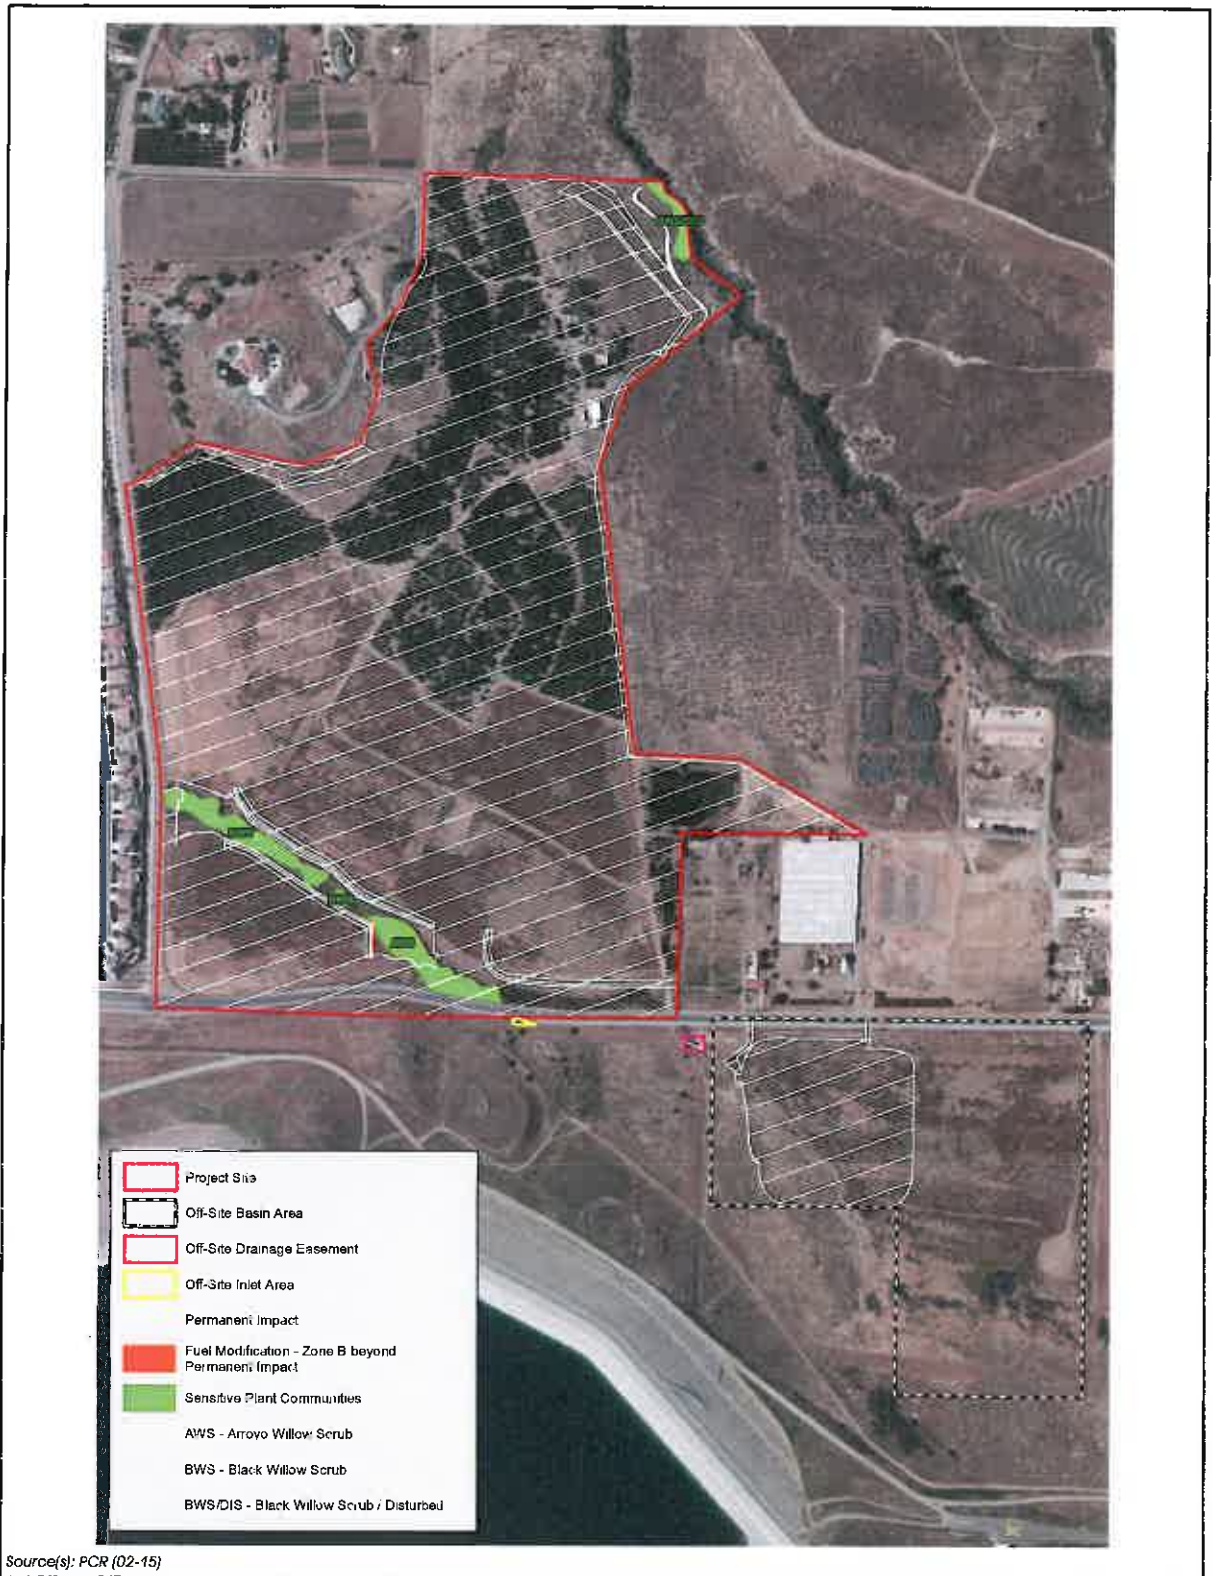 Project Site
Off-Site Basin Area
Off-Site Drainage Easement
Off-Site Inlet Area
Permanent Impact
Fuel Modification - Zone B beyond
Permanent Impact
Sensitive Plant Communities
AWS - Arroyo Willow Scrub
BWS - Black Willow Scrub
BWS/DIS - Black Willow Scrub / Disturbed
Source(s): PCR (02-15)